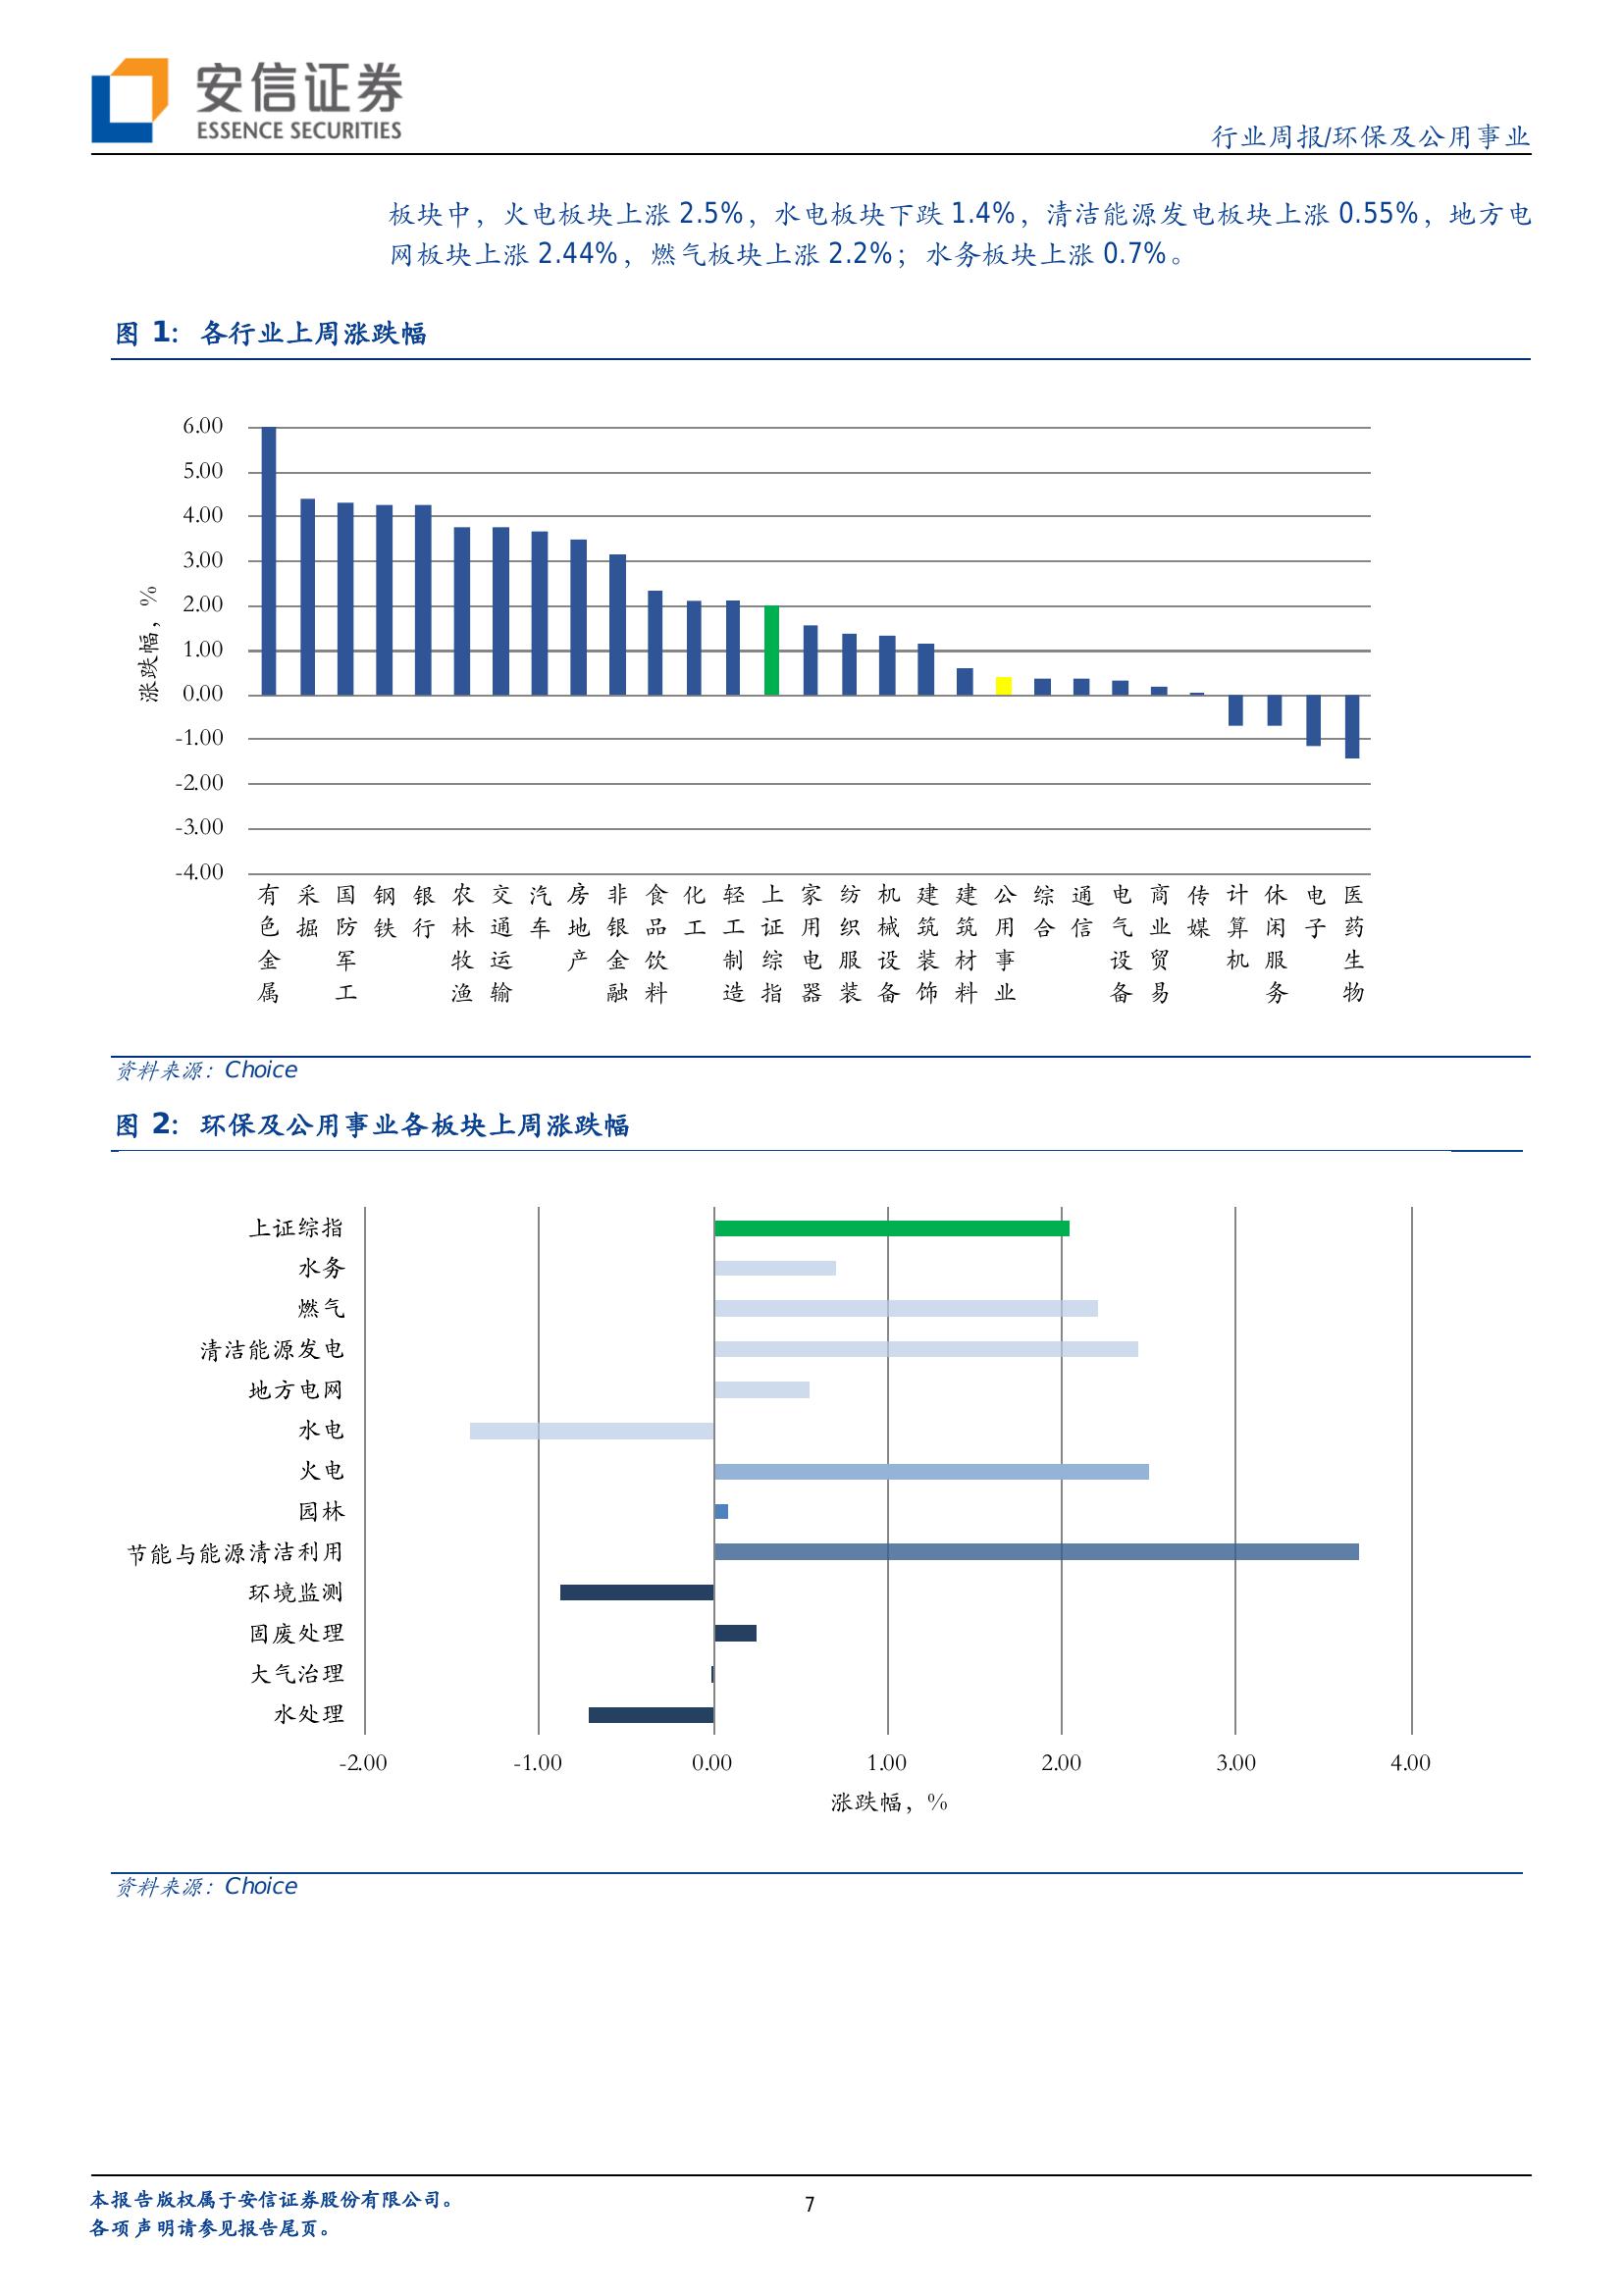 安信证券
ESSENCE SECURITIES
行业周报/环保及公用事业
板块中，火电板块上涨 2.5%，水电板块下跌 1.4%，清洁能源发电板块上涨 0.55%，地方电
网板块上涨 2.44%，燃气板块上涨 2.2%；水务板块上涨 0.7%。
图 1：各行业上周涨跌幅
涨跌幅，%
6.00
5.00
4.00
3.00
2.00
1.00
0.00
-1.00
-2.00
-3.00
-4.00
有色金属
采掘
国防军工
钢铁
银行
农林牧渔
交通运输
汽车
房地产
非银金融
食品饮料
化工
轻工制造
上证综指
家用电器
纺织服装
机械设备
建筑装饰
建筑材料
公用事业
综合
通信
电气设备
商业贸易
传媒
计算机
休闲服务
电子
医药生物
资料来源：Choice
图 2：环保及公用事业各板块上周涨跌幅
上证综指
水务
燃气
清洁能源发电
地方电网
水电
火电
园林
节能与能源清洁利用
环境监测
固废处理
大气治理
水处理
-2.00
-1.00
0.00
1.00
2.00
3.00
4.00
涨跌幅，%
资料来源：Choice
本报告版权属于安信证券股份有限公司。
各项声明请参见报告尾页。
7